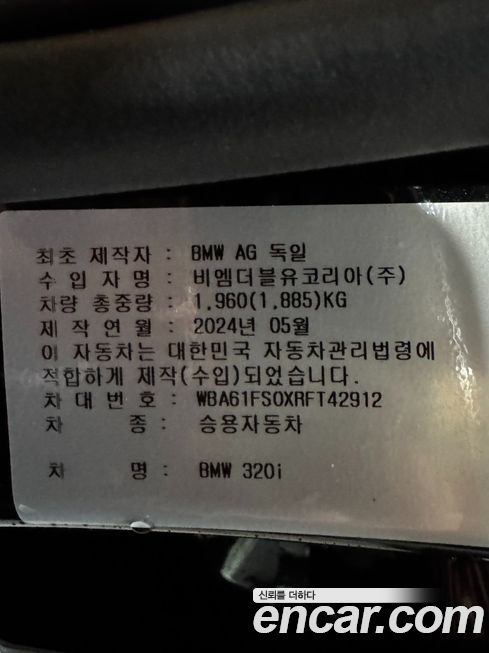 최초 제작자 : BMW AG 독일
수 입 자 명 : 비엠더블유코리아(주)
차량 총중량 : 1,960(1,885)KG
제 작 연 월 : 2024년 05월
이 자동차는 대한민국 자동차관리법령에
적합하게 제작(수입)되었습니다.
차 대 번 호 : WBA61FS0XRFT42912
차 종 : 승용자동차
차 명 : BMW 320i
신뢰를 더하다
encar.com